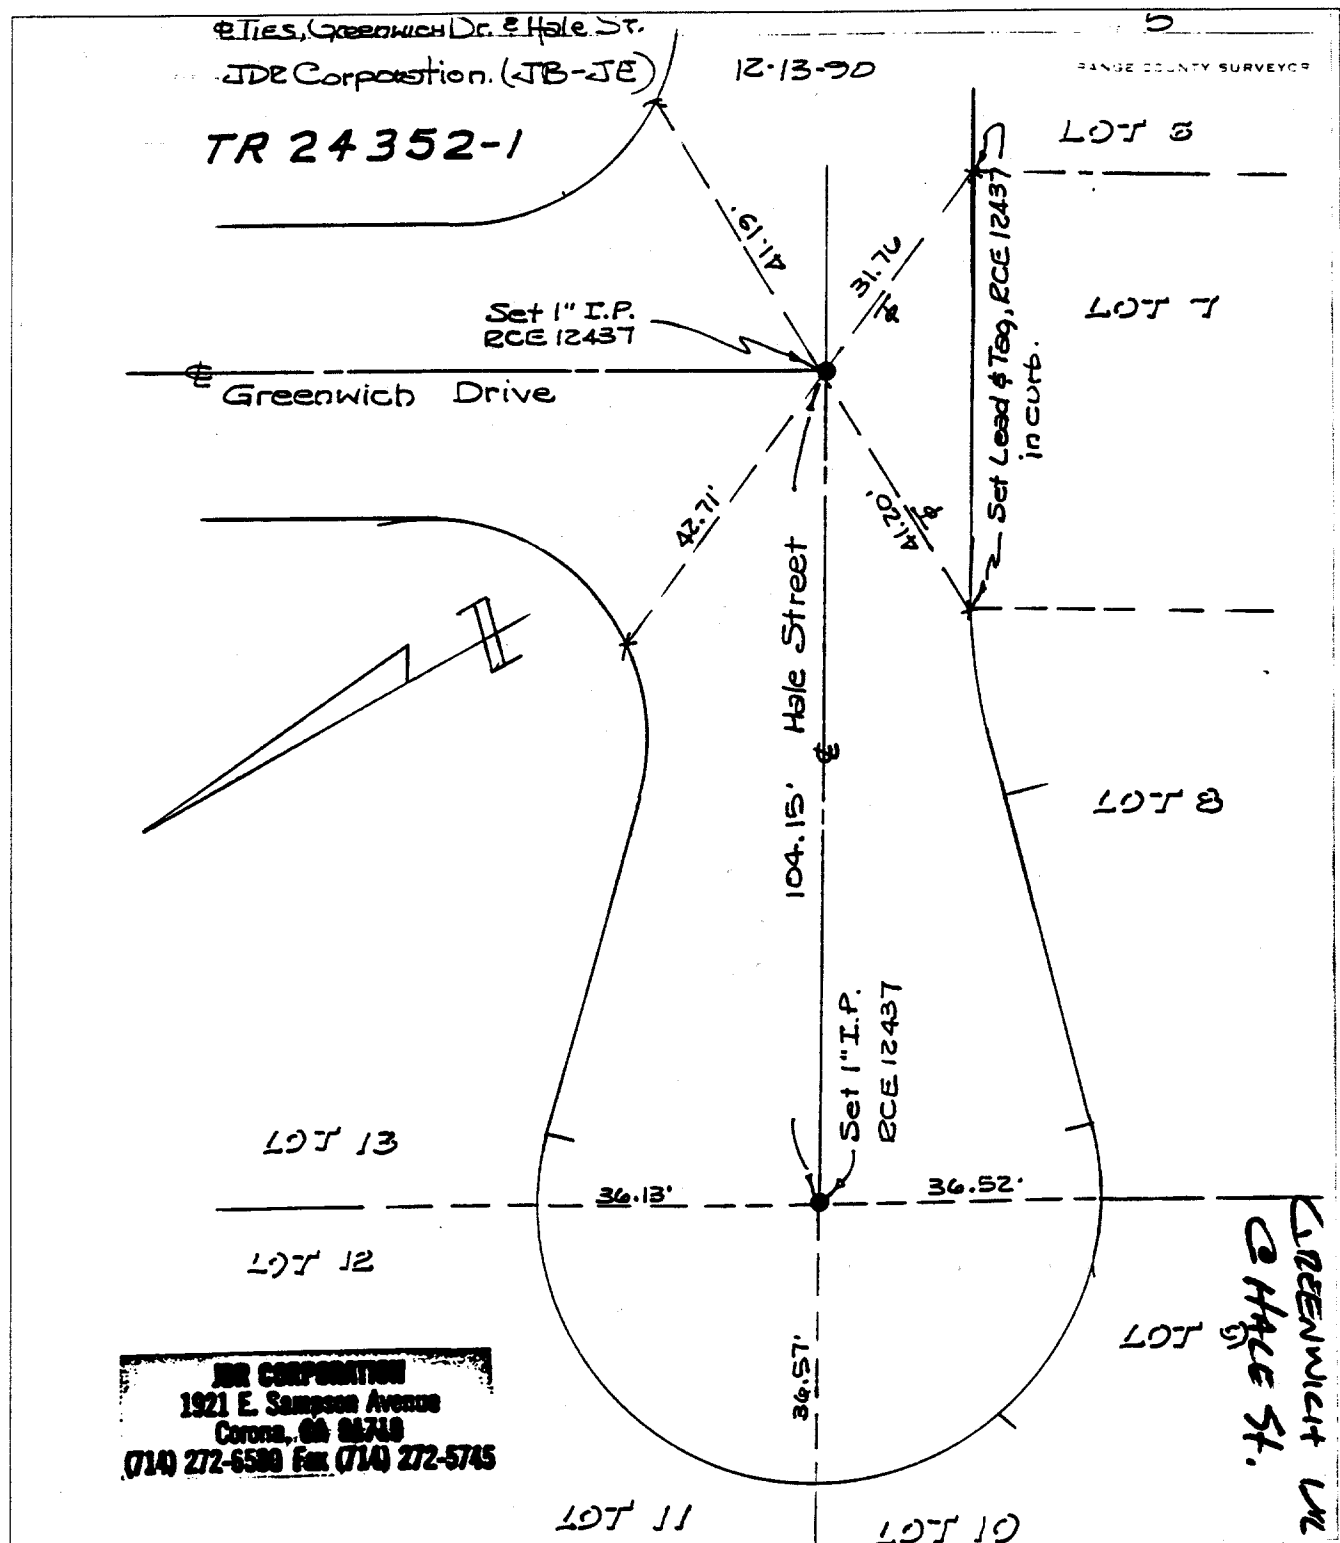 ℄ Ties, Greenwich Dr. & Hale St.
5
JDR Corporation. (JB-JE)
12-13-90
RANGE COUNTY SURVEYOR
TR 24352-1
LOT 6
41.19'
31.76
℄
Set Lead & Tag, RCE 12437
in curb.
LOT 7
Set 1" I.P.
RCE 12437
℄
Greenwich Drive
42.71'
41.20'
℄
N
104.15' Hale Street
℄
LOT 8
Set 1" I.P.
RCE 12437
LOT 13
36.13'
36.52'
LOT 12
GREENWICH
@ HALE St.
LOT
36.57'
JDR CORPORATION
1921 E. Sampson Avenue
Corona, CA
(714) 272-6580 Fax (714) 272-5745
LOT 11
LOT 10